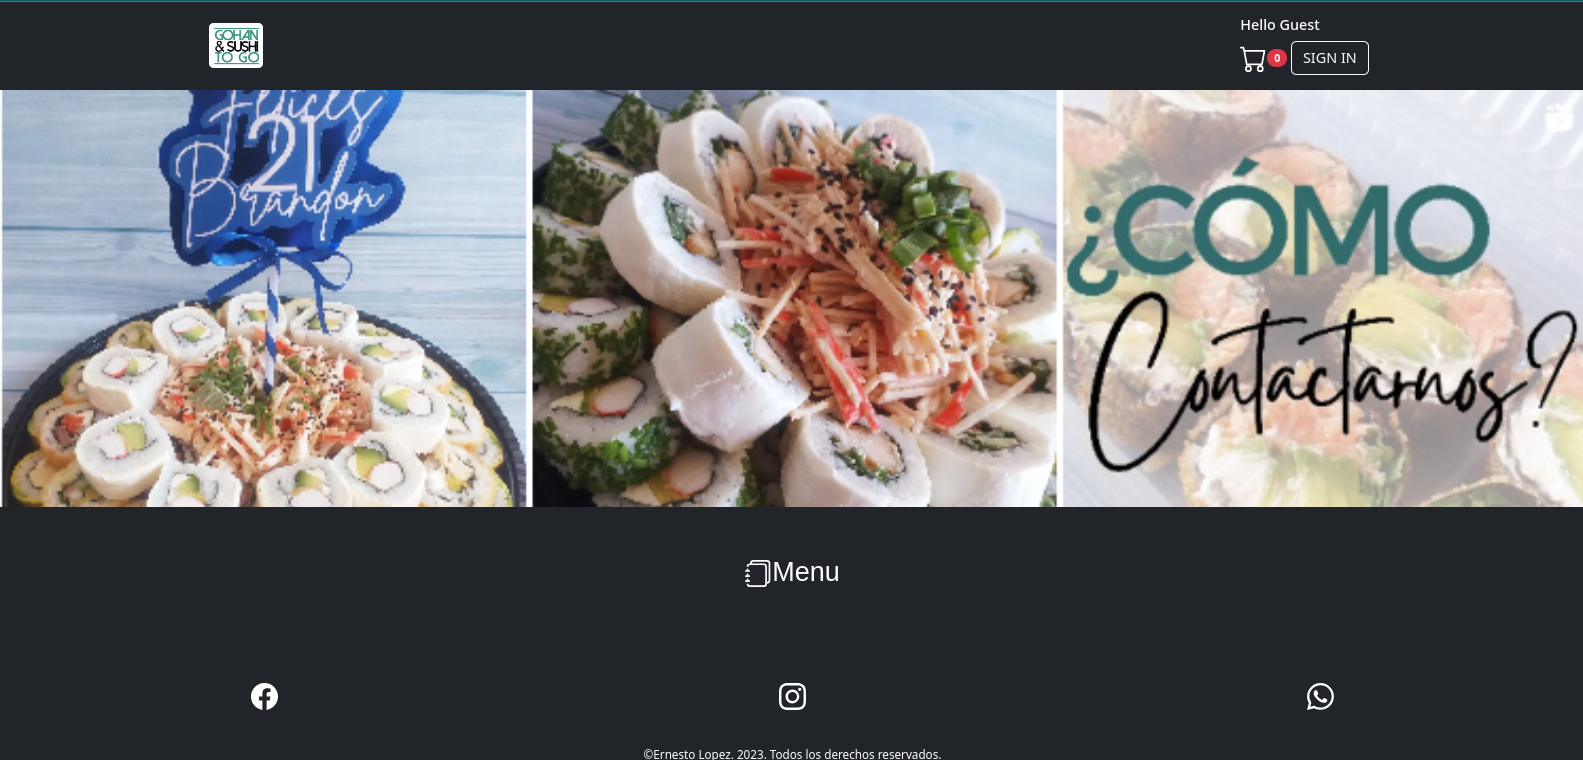 GOHAN
& SUSHI
TO GO
Hello Guest
0
SIGN IN
Felices
21
Brandon
¿CÓMO
Contactarnos?
Menu
©Ernesto Lopez. 2023. Todos los derechos reservados.